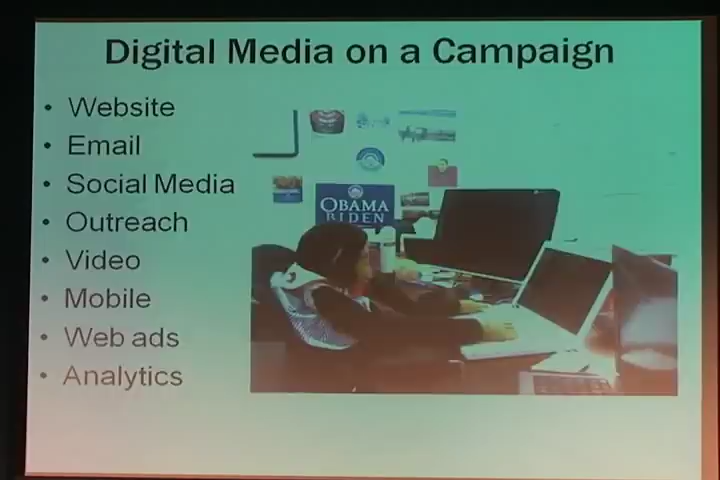 Digital Media on a Campaign
• Website
• Email
• Social Media
• Outreach
• Video
• Mobile
• Web ads
• Analytics
OBAMA
BIDEN